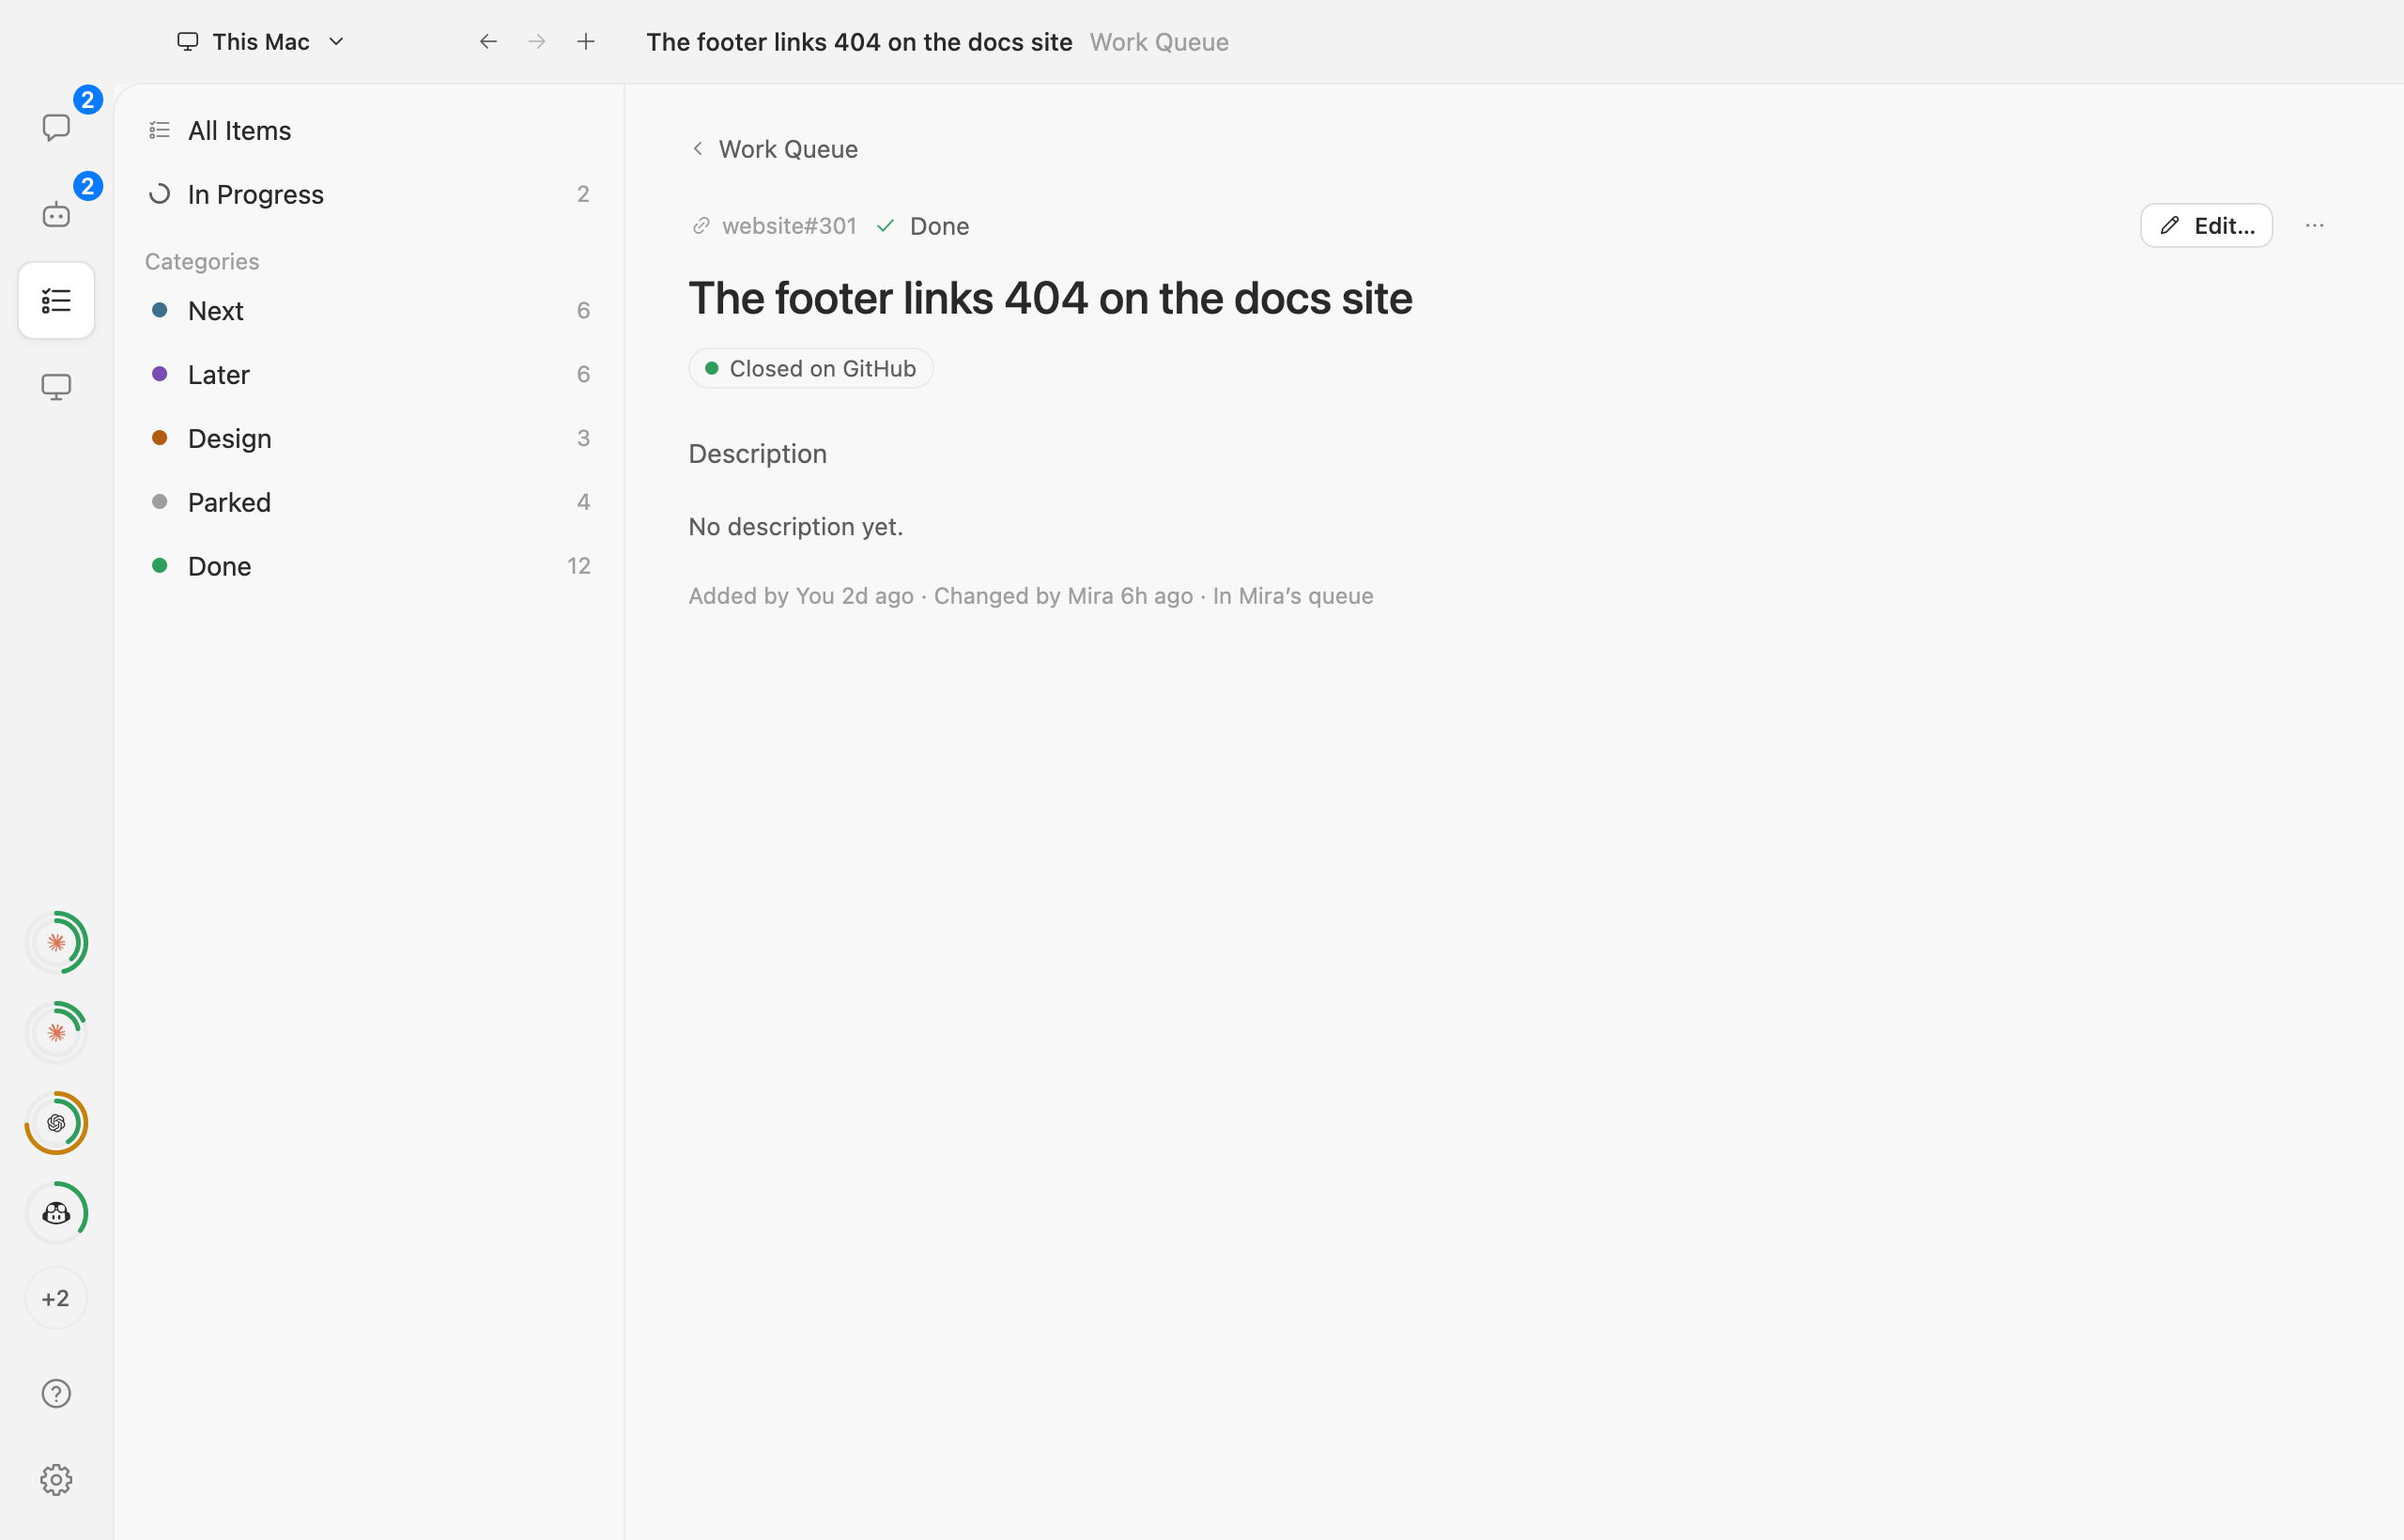 This Mac
The footer links 404 on the docs site Work Queue
2
2
All Items
In Progress 2
Categories
Next 6
Later 6
Design 3
Parked 4
Done 12
Work Queue
website#301 Done
Edit...
The footer links 404 on the docs site
Closed on GitHub
Description
No description yet.
Added by You 2d ago · Changed by Mira 6h ago · In Mira’s queue
+2